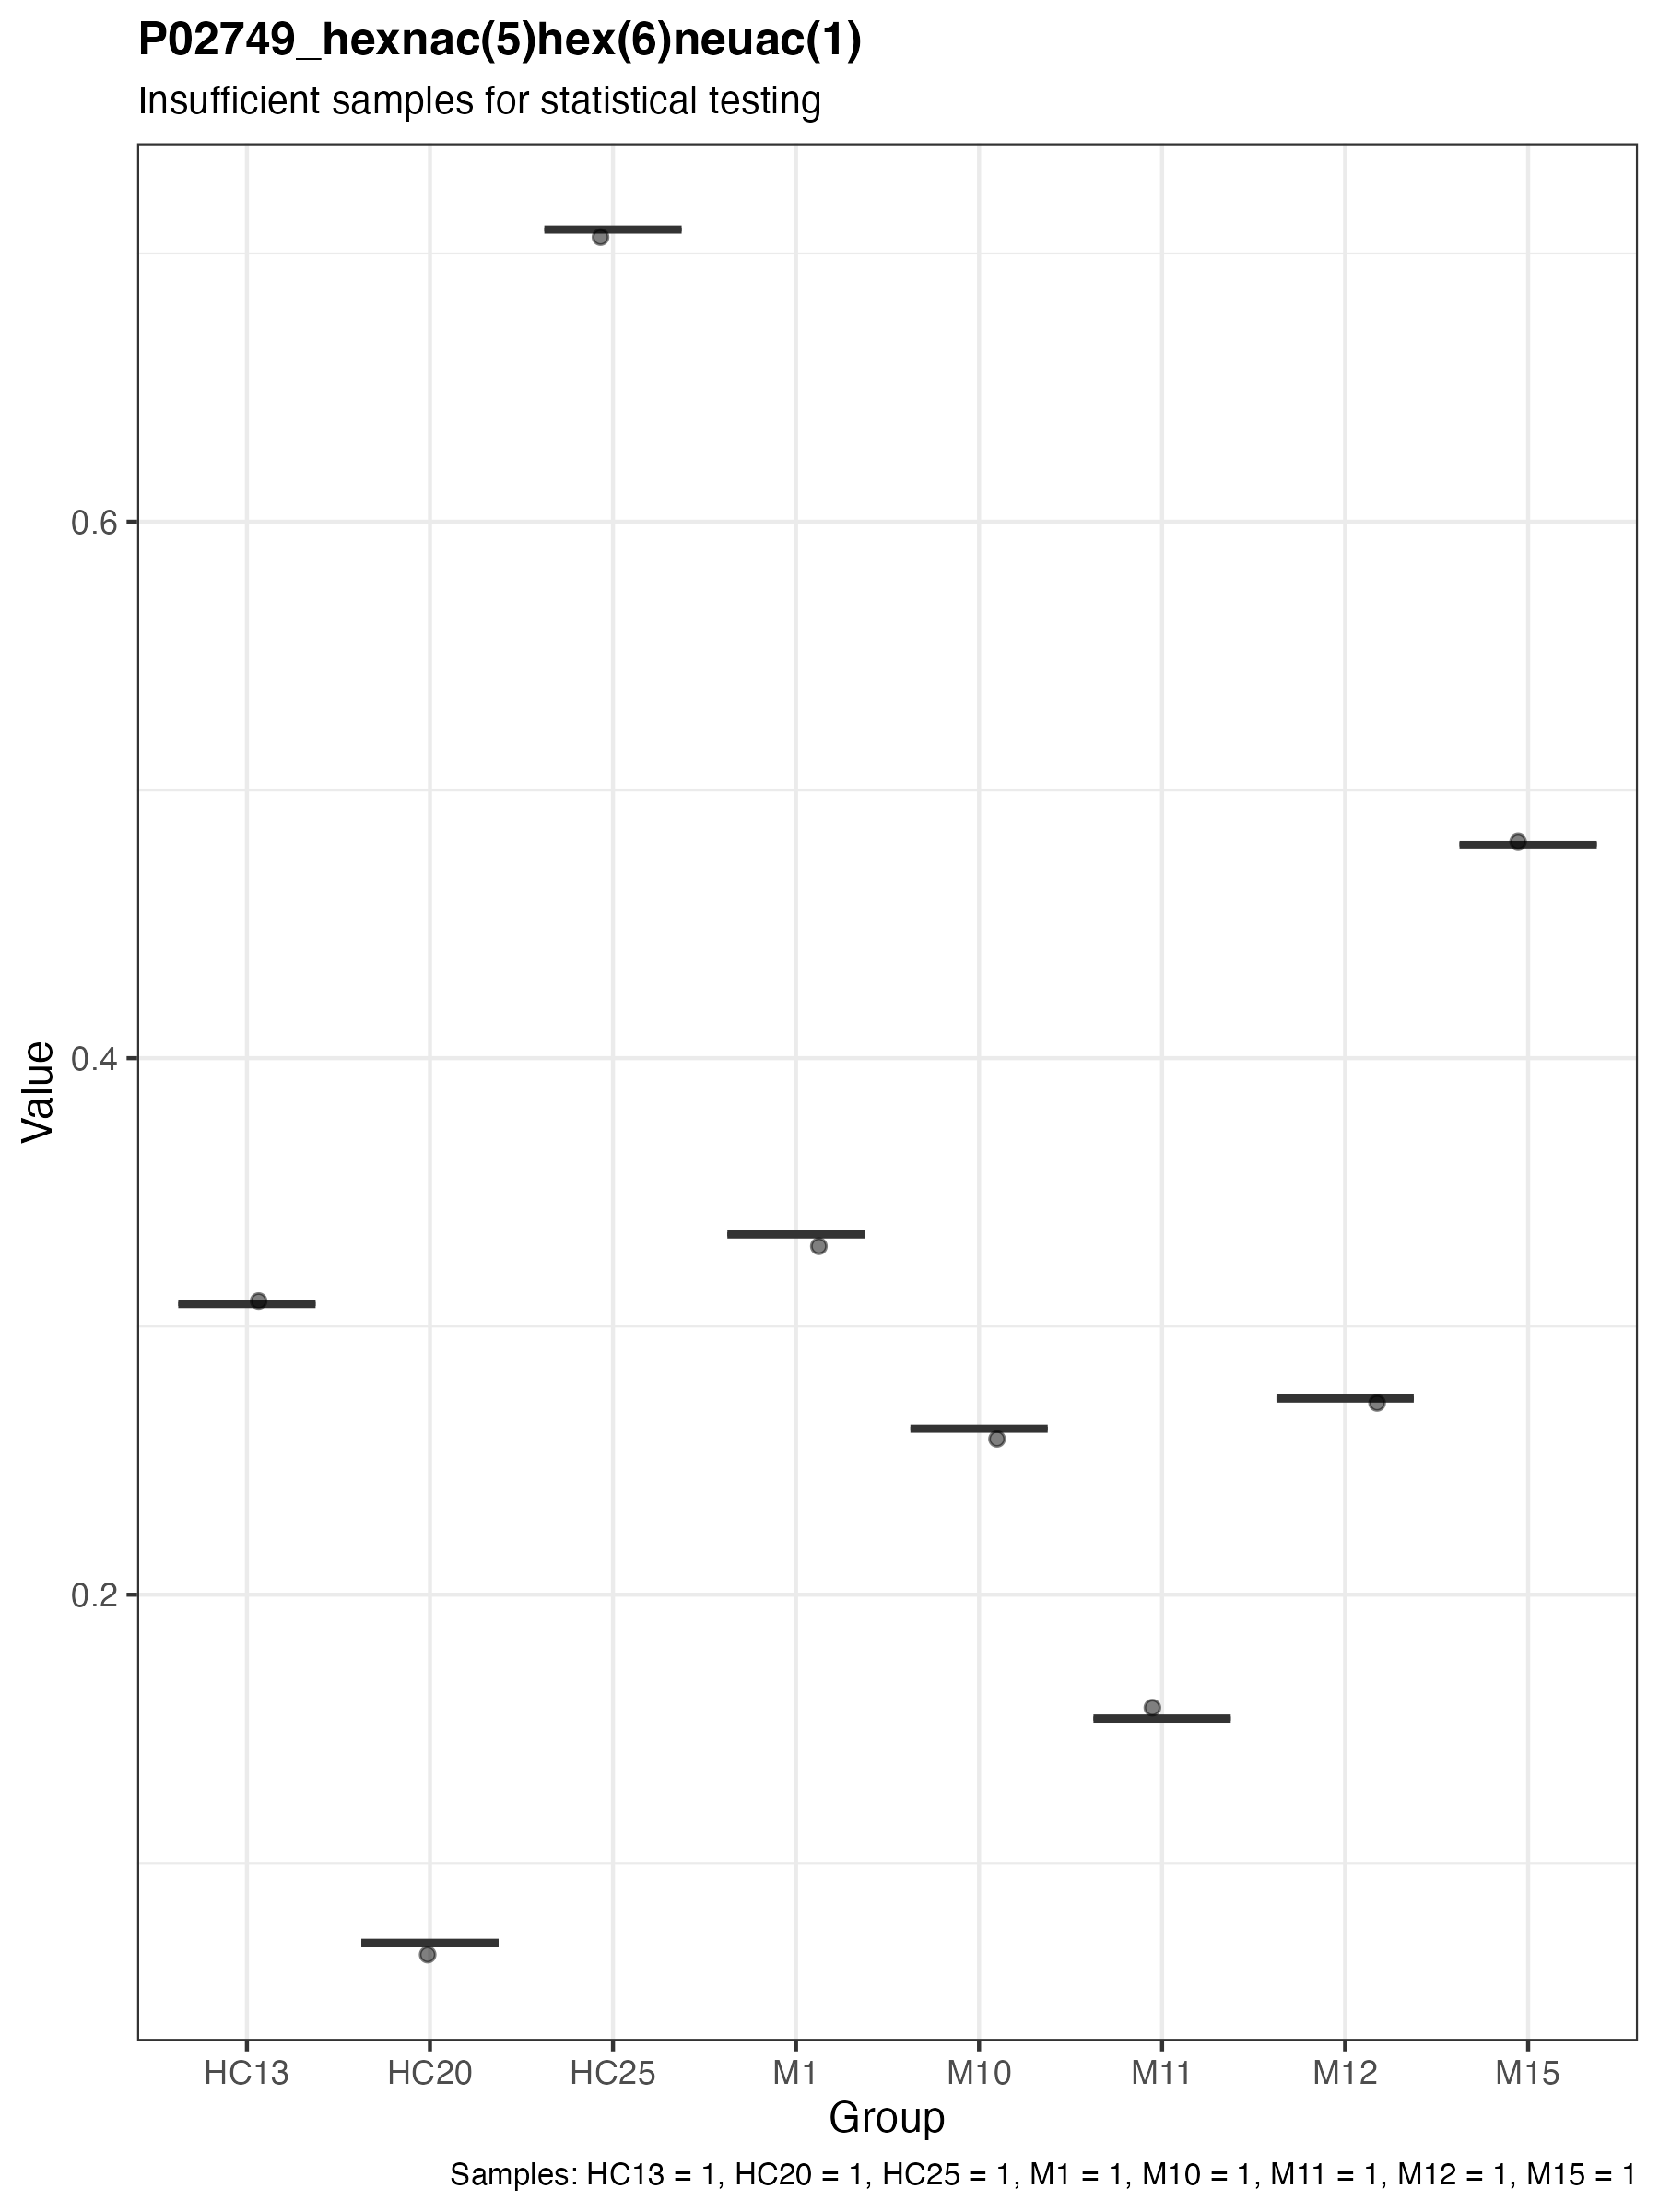 P02749_hexnac(5)hex(6)neuac(1)
Insufficient samples for statistical testing
Value
0.6
0.4
0.2
HC13 HC20 HC25 M1 M10 M11 M12 M15
Group
Samples: HC13 = 1, HC20 = 1, HC25 = 1, M1 = 1, M10 = 1, M11 = 1, M12 = 1, M15 = 1